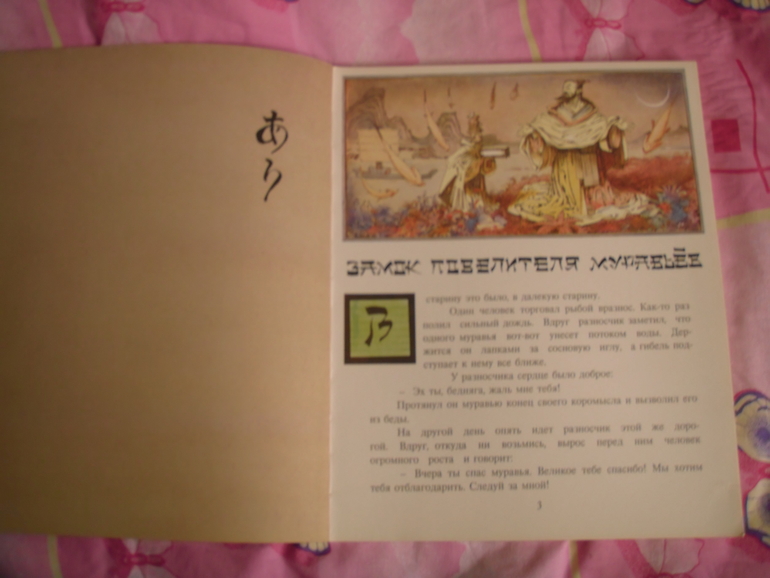 あ
り
ЗАМОК ПОВЕЛИТЕЛЯ МУРАВЬЁВ
В
старину это было, в далекую старину.
Один человек торговал рыбой вразнос. Как-то раз
полил сильный дождь. Вдруг разносчик заметил, что
одного муравья вот-вот унесет потоком воды. Дер-
жится он лапками за сосновую иглу, а гибель под-
ступает к нему все ближе.
У разносчика сердце было доброе:
– Эх ты, бедняга, жаль мне тебя!
Протянул он муравью конец своего коромысла и вызволил его
из беды.
На другой день опять идет разносчик этой же доро-
гой. Вдруг, откуда ни возьмись, вырос перед ним человек
огромного роста и говорит:
– Вчера ты спас муравья. Великое тебе спасибо! Мы хотим
тебя отблагодарить. Следуй за мной!
3